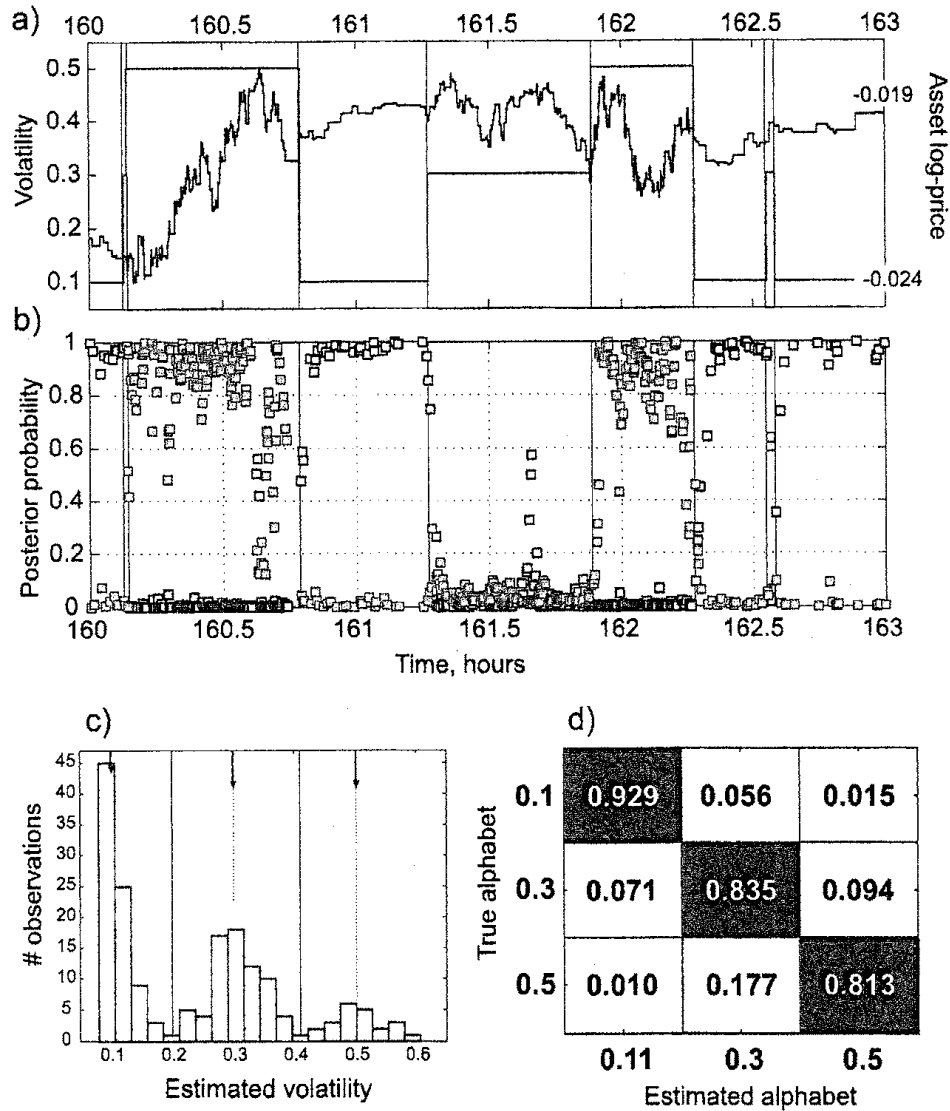 a)
160 160.5 161 161.5 162 162.5 163
0.5
0.4
0.3
0.2
0.1
Volatility
-0.019
-0.024
Asset log-price
b)
1
0.8
0.6
0.4
0.2
0
Posterior probability
160 160.5 161 161.5 162 162.5 163
Time, hours
c)
45
40
35
30
25
20
15
10
5
0
# observations
0.1 0.2 0.3 0.4 0.5 0.6
Estimated volatility
d)
True alphabet
0.1 0.929 0.056 0.015
0.3 0.071 0.835 0.094
0.5 0.010 0.177 0.813
0.11 0.3 0.5
Estimated alphabet